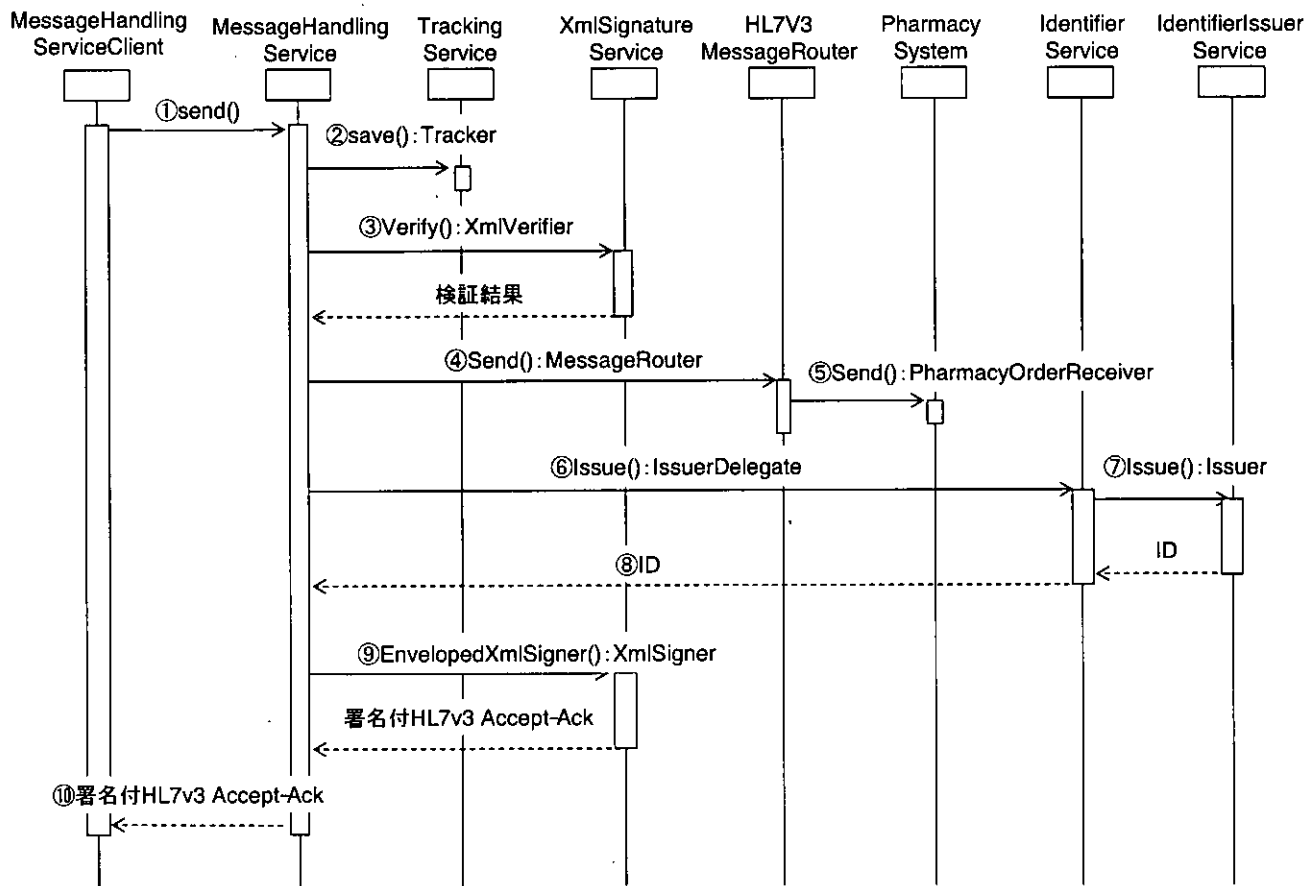 MessageHandling
ServiceClient
MessageHandling
Service
Tracking
Service
XmlSignature
Service
HL7V3
MessageRouter
Pharmacy
System
Identifier
Service
IdentifierIssuer
Service
①send()
②save():Tracker
③Verify():XmlVerifier
検証結果
④Send():MessageRouter
⑤Send():PharmacyOrderReceiver
⑥Issue():IssuerDelegate
⑦Issue():Issuer
ID
⑧ID
⑨EnvelopedXmlSigner():XmlSigner
署名付HL7v3 Accept-Ack
⑩署名付HL7v3 Accept-Ack